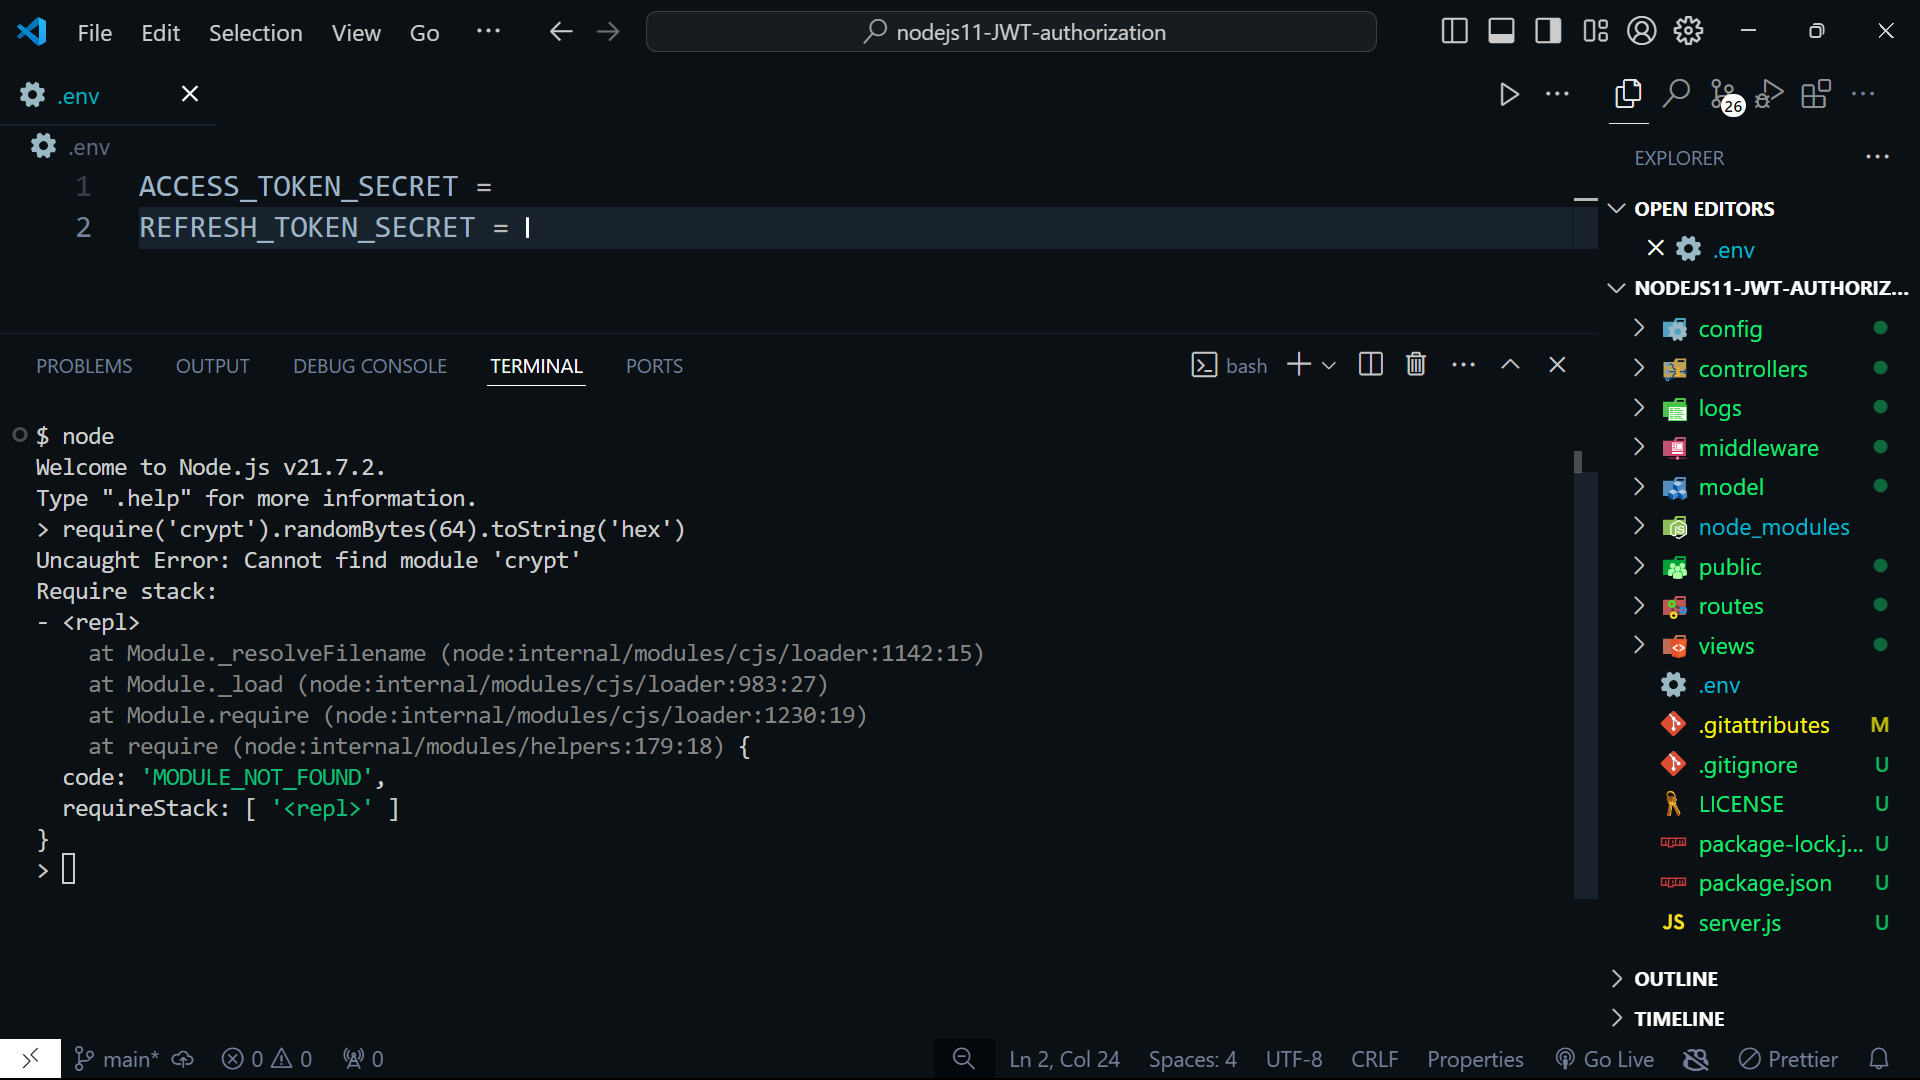 File Edit Selection View Go ···
nodejs11-JWT-authorization
.env
26 ···
.env
EXPLORER ···
1 ACCESS_TOKEN_SECRET =
2 REFRESH_TOKEN_SECRET =
OPEN EDITORS
.env
NODEJS11-JWT-AUTHORIZ...
config
controllers
logs
middleware
model
node_modules
public
routes
views
.env
.gitattributes M
.gitignore U
LICENSE U
package-lock.j... U
package.json U
JS server.js U
OUTLINE
TIMELINE
PROBLEMS OUTPUT DEBUG CONSOLE TERMINAL PORTS bash
$ node
Welcome to Node.js v21.7.2.
Type ".help" for more information.
> require('crypt').randomBytes(64).toString('hex')
Uncaught Error: Cannot find module 'crypt'
Require stack:
- <repl>
at Module._resolveFilename (node:internal/modules/cjs/loader:1142:15)
at Module._load (node:internal/modules/cjs/loader:983:27)
at Module.require (node:internal/modules/cjs/loader:1230:19)
at require (node:internal/modules/helpers:179:18) {
code: 'MODULE_NOT_FOUND',
requireStack: [ '<repl>' ]
}
>
main* 0 0 0 Ln 2, Col 24 Spaces: 4 UTF-8 CRLF Properties Go Live Prettier